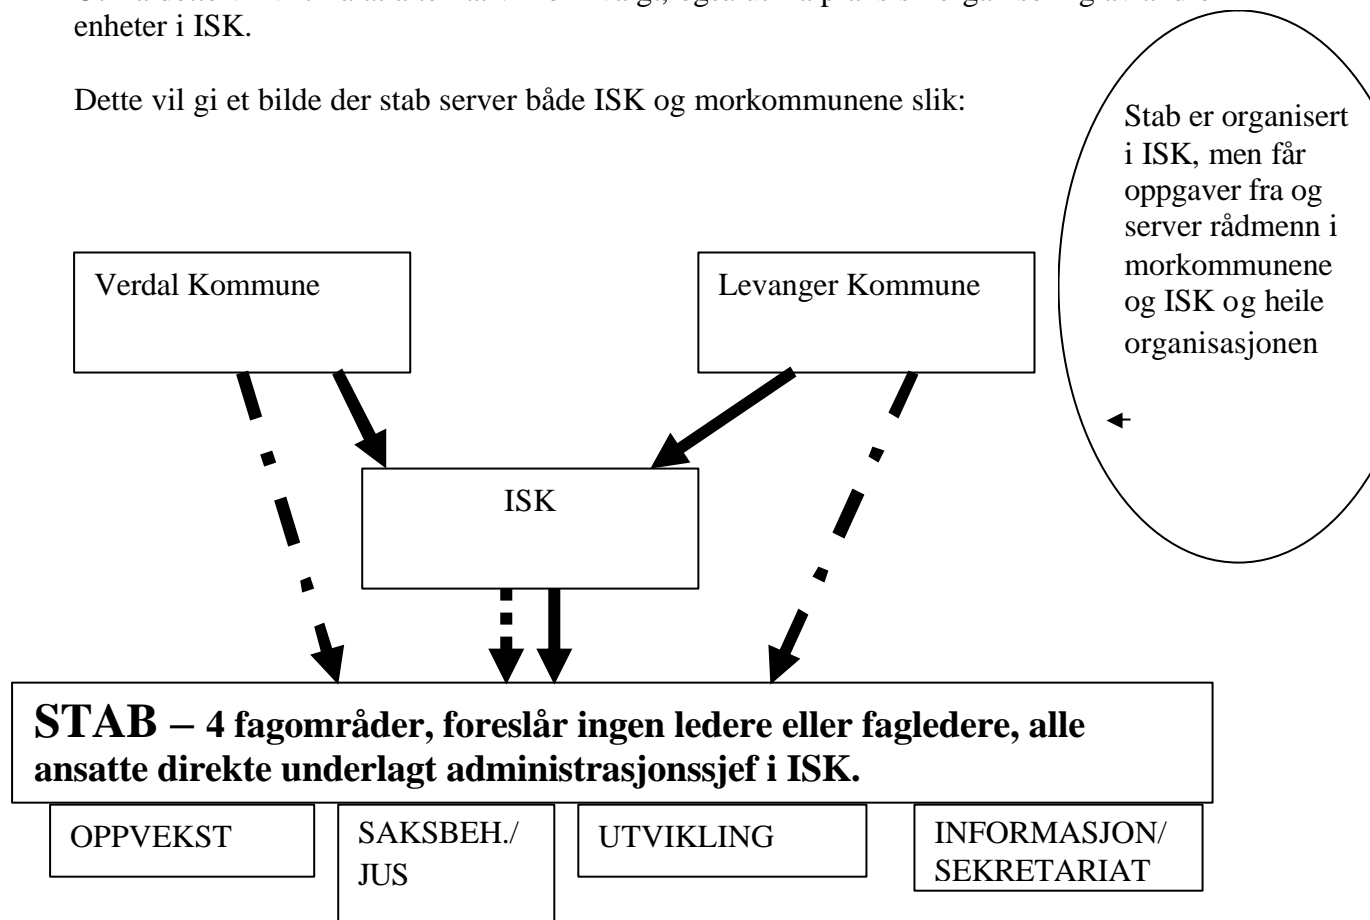 enheter i ISK.
Dette vil gi et bilde der stab server både ISK og morkommunene slik:
Stab er organisert
i ISK, men får
oppgaver fra og
server rådmenn i
morkommunene
og ISK og heile
organisasjonen
Verdal Kommune
Levanger Kommune
ISK
STAB – 4 fagområder, foreslår ingen ledere eller fagledere, alle
ansatte direkte underlagt administrasjonssjef i ISK.
OPPVEKST
SAKSBEH./
JUS
UTVIKLING
INFORMASJON/
SEKRETARIAT